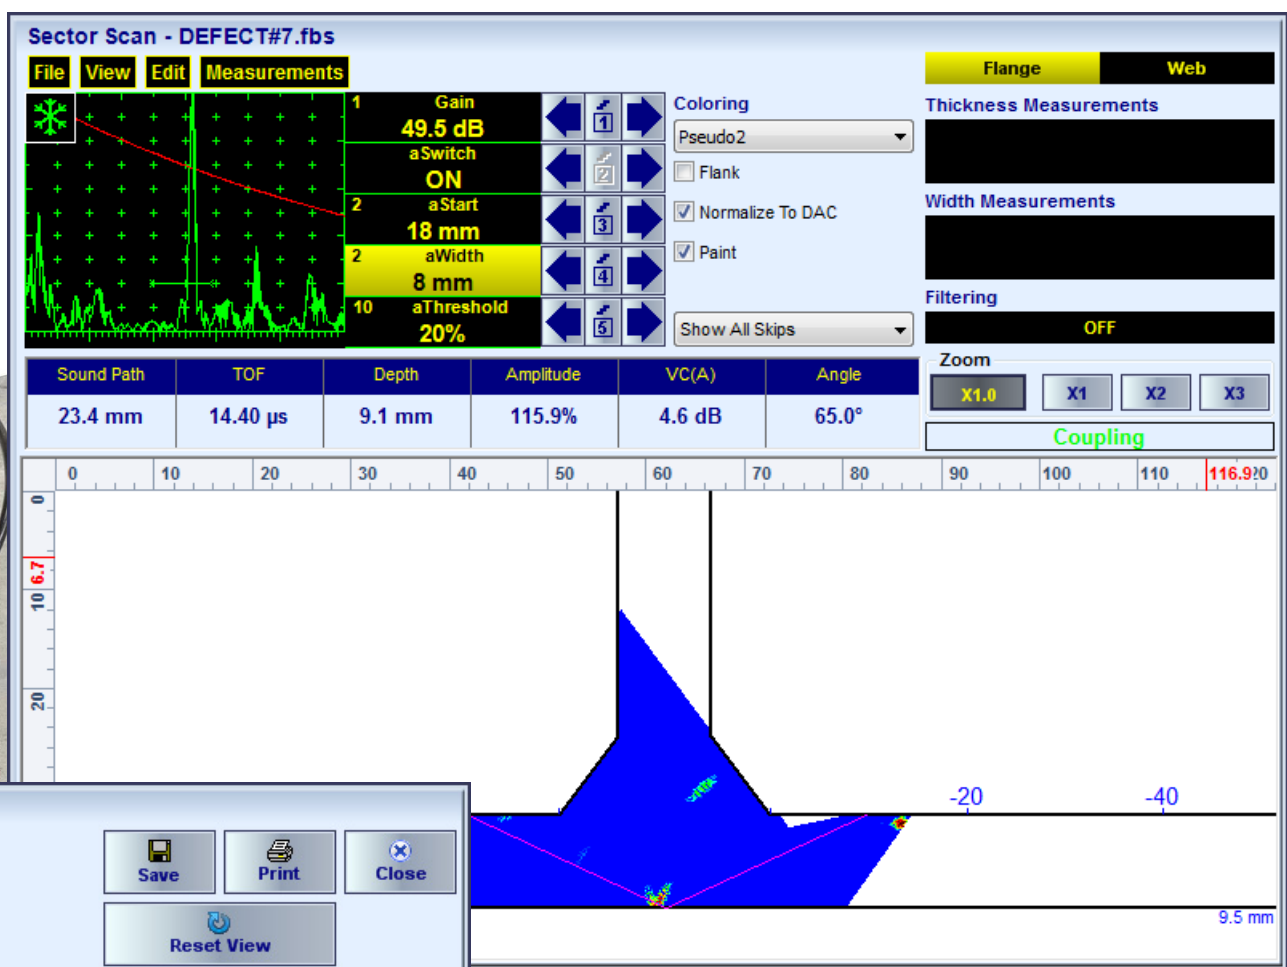 Sector Scan - DEFECT#7.fbs
File View Edit Measurements
1 Gain
49.5 dB
1
aSwitch
ON
2
2 aStart
18 mm
3
2 aWidth
8 mm
4
10 aThreshold
20%
5
Coloring
Pseudo2
Flank
Normalize To DAC
Paint
Show All Skips
Flange Web
Thickness Measurements
Width Measurements
Filtering
OFF
Zoom
X1.0 X1 X2 X3
Coupling
Sound Path TOF Depth Amplitude VC(A) Angle
23.4 mm 14.40 µs 9.1 mm 115.9% 4.6 dB 65.0°
0 10 20 30 40 50 60 70 80 90 100 110 116.9
0
6.7
10
20
-20 -40
9.5 mm
Save Print Close
Reset View